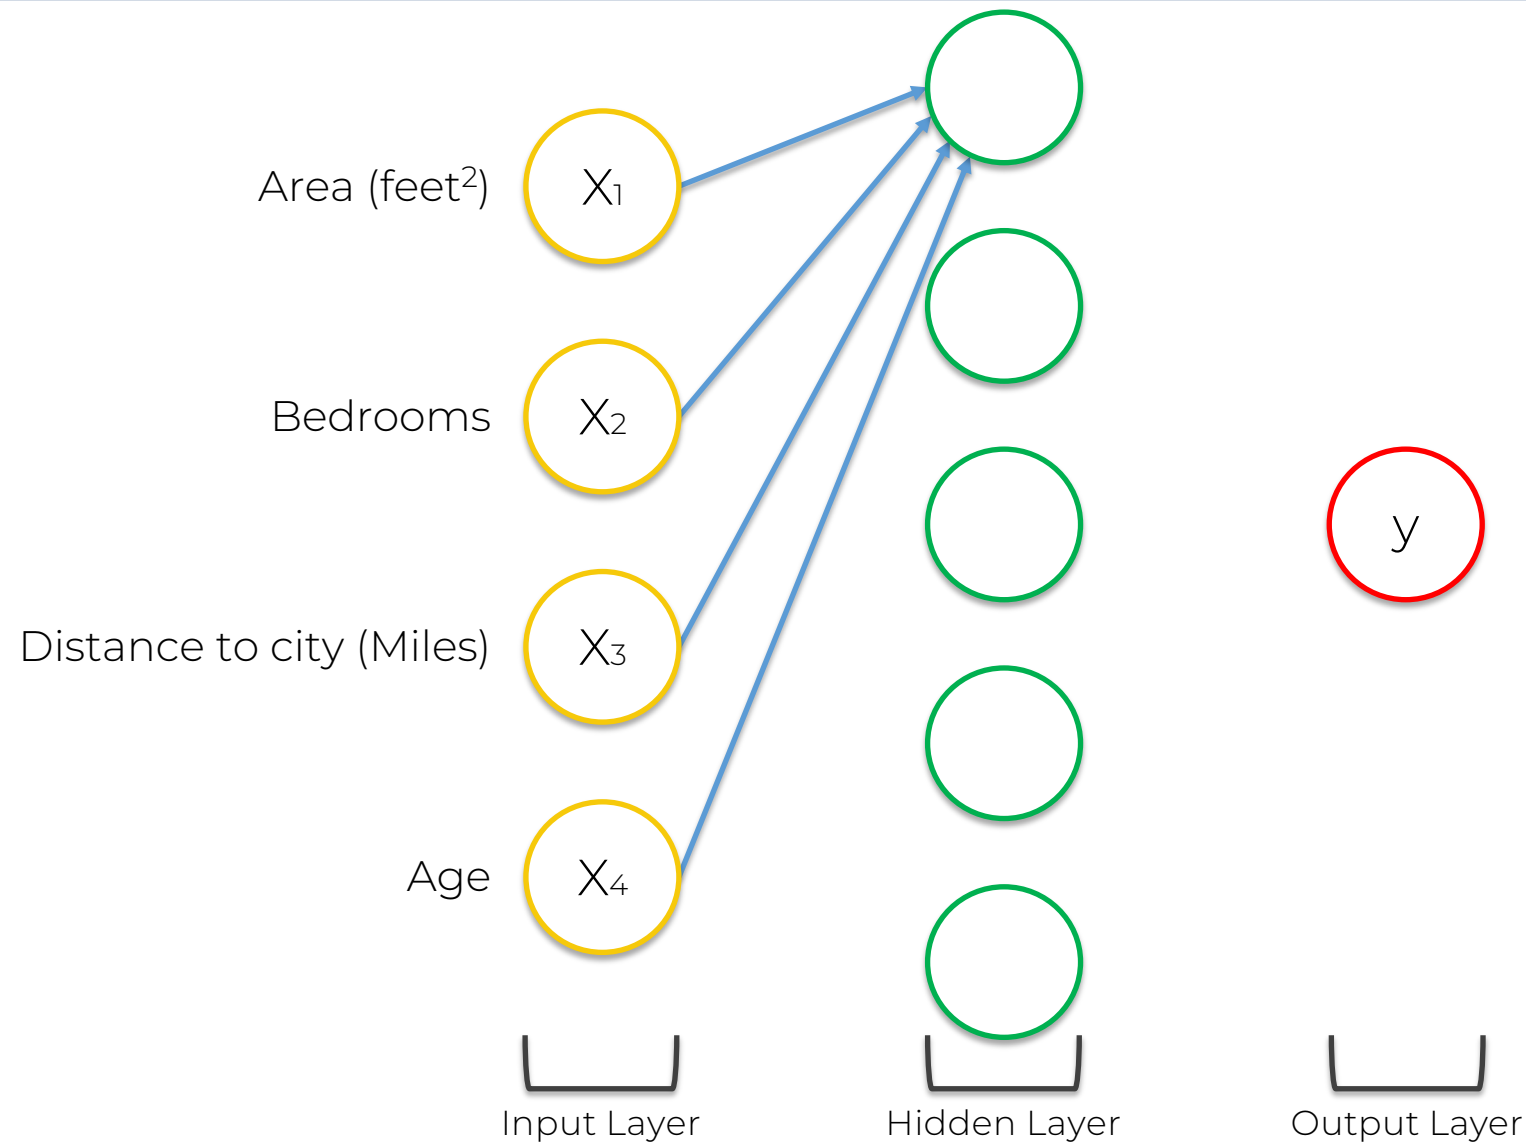 Area (feet²)
X₁
Bedrooms
X₂
Distance to city (Miles)
X₃
Age
X₄
y
Input Layer
Hidden Layer
Output Layer